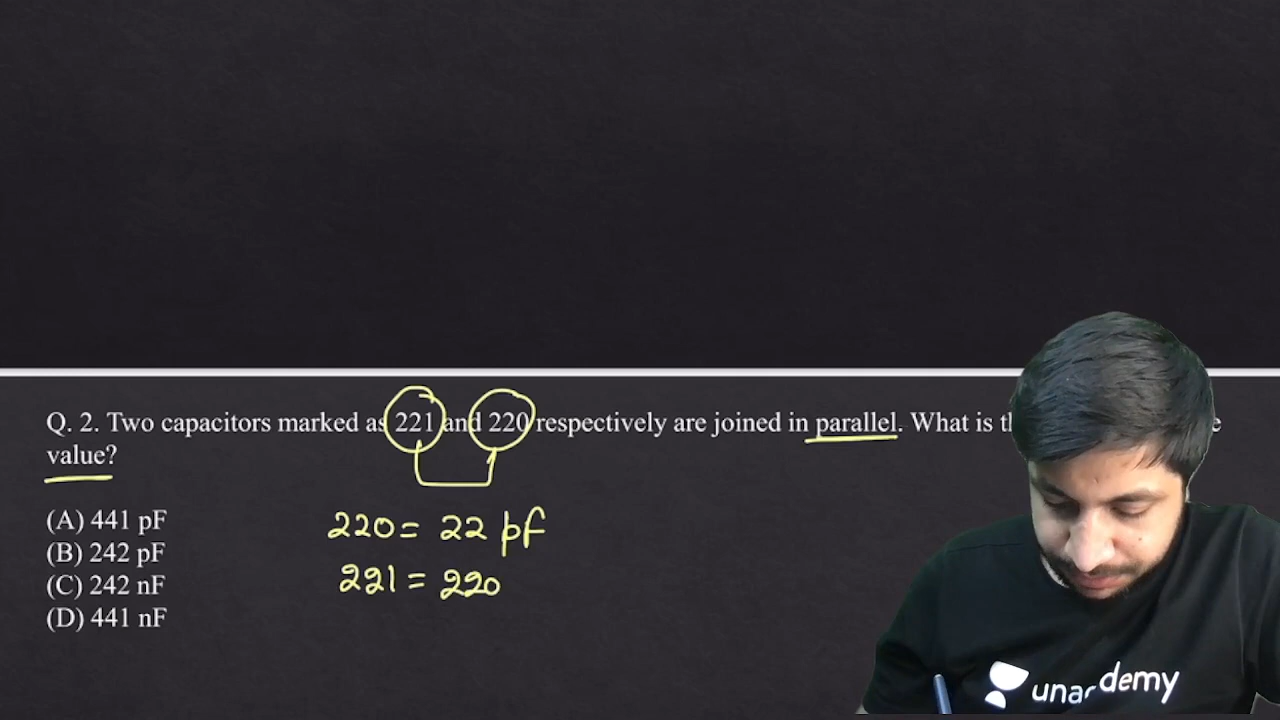 Q. 2. Two capacitors marked as 221 and 220 respectively are joined in parallel. What is
value?
(A) 441 pF
(B) 242 pF
(C) 242 nF
(D) 441 nF
220 = 22 pF
221 = 220
unacademy